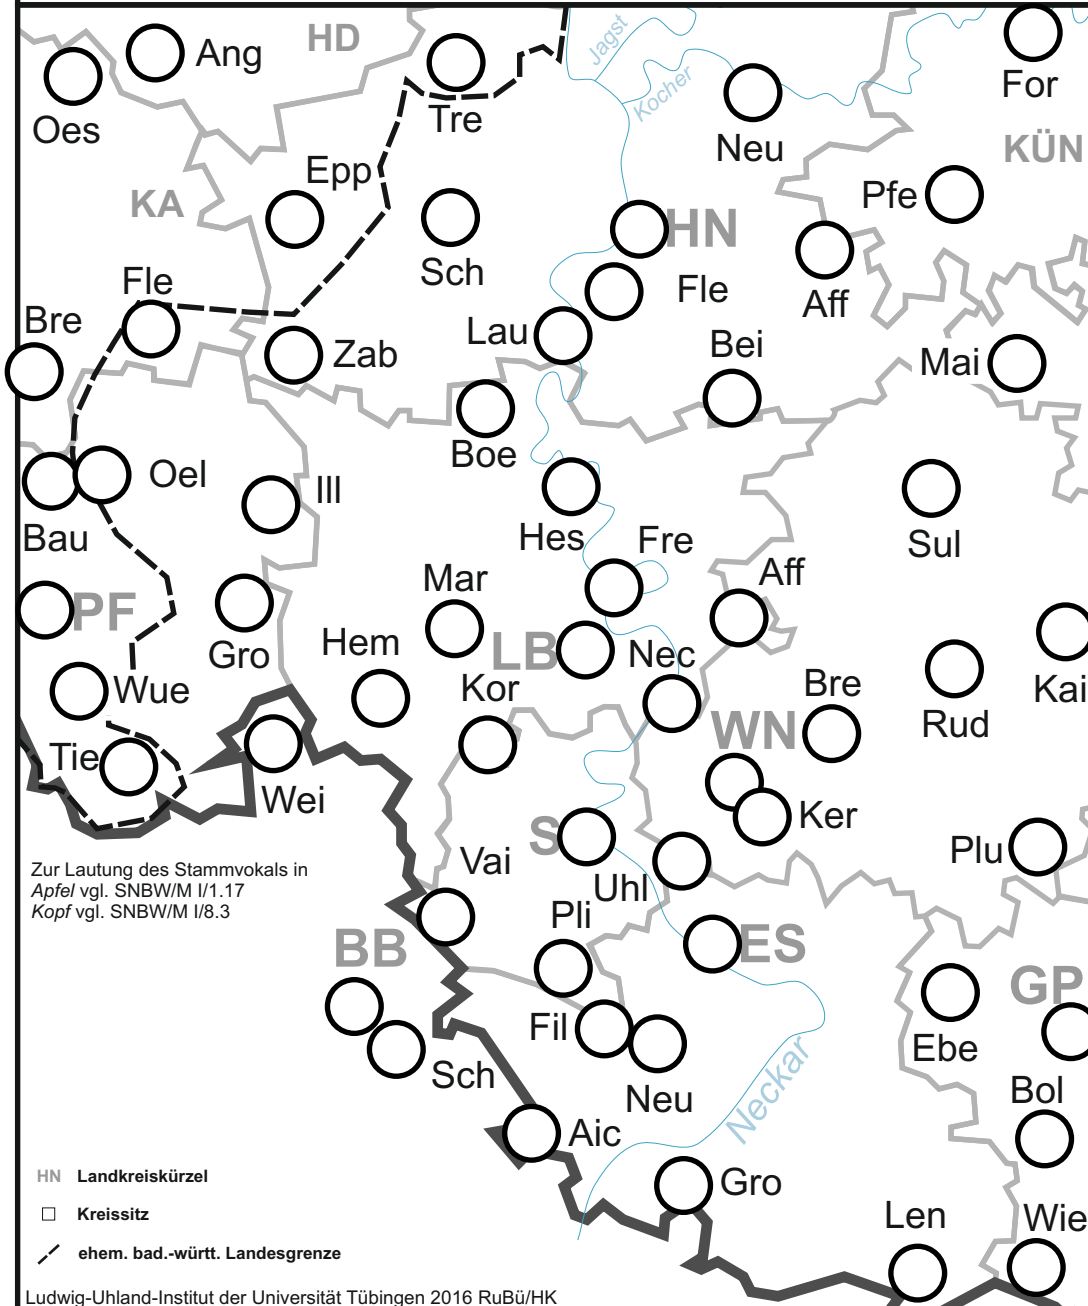 HD
Ang
Jagst
For
Oes
Tre
Kocher
Neu
KÜN
Epp
KA
Pfe
HN
Sch
Fle
Fle
Aff
Bre
Lau
Zab
Bei
Mai
Boe
Oel
Ill
Bau
Hes
Fre
Sul
Mar
Aff
PF
Gro
Hem
LB
Nec
Kor
Bre
Kai
Wue
Rud
WN
Tie
Wei
Ker
S
Plu
Vai
Zur Lautung des Stammvokals in
Apfel vgl. SNBW/M I/1.17
Kopf vgl. SNBW/M I/8.3
Uhl
Pli
BB
ES
GP
Fil
Ebe
Sch
Neu
Neckar
Bol
Aic
HN Landkreiskürzel
Gro
Kreissitz
Len
Wie
ehem. bad.-württ. Landesgrenze
Ludwig-Uhland-Institut der Universität Tübingen 2016 RuBü/HK